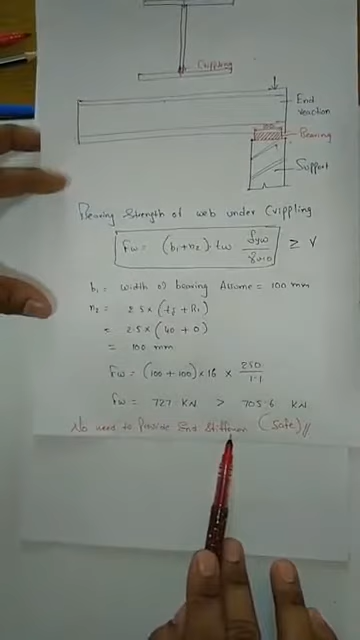 Crippling
End reaction
Bearing
Support
Bearing Strength of web under Crippling
Fw = (b1+n2). tw fyw/γm0 ≥ V
b1 = width of bearing Assume = 100 mm
n2 = 2.5 x (tf + R1)
= 2.5 x (40 + 0)
= 100 mm
Fw = (100 + 100) x 16 x 250/1.1
Fw = 727 KN > 705.6 KN
No need to Provide End Stiffener (Safe)//